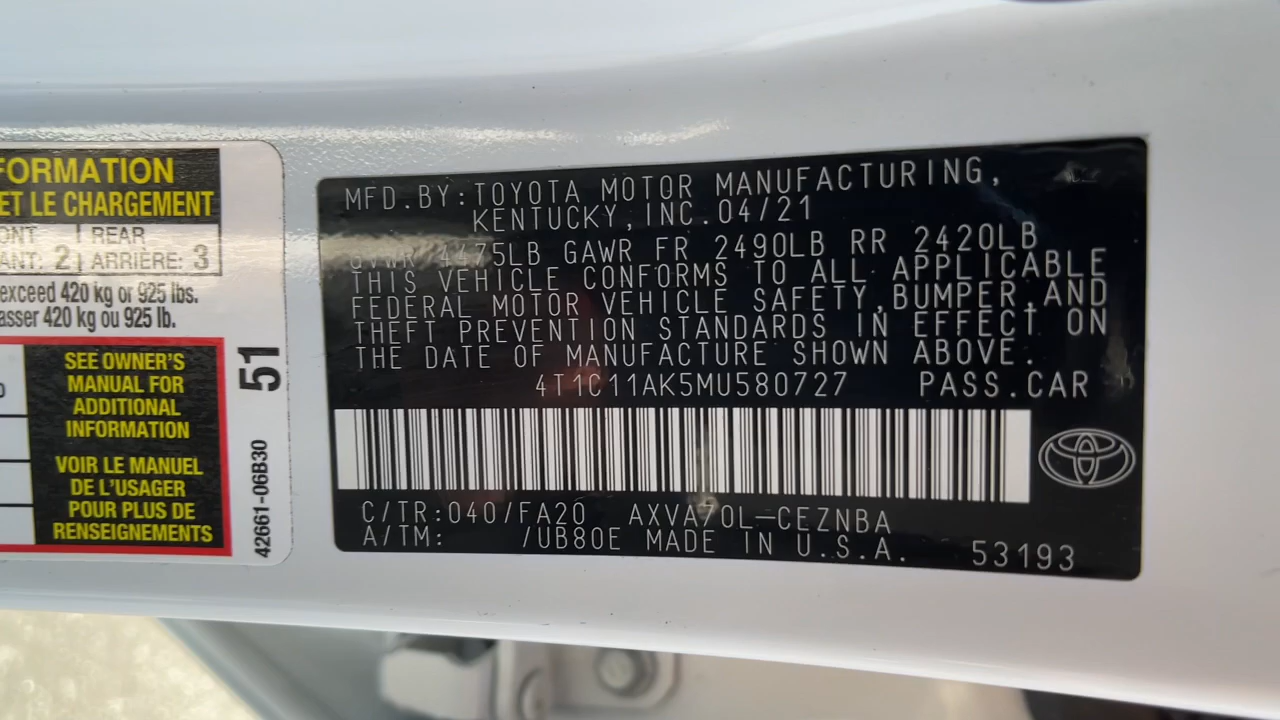 FORMATION
ET LE CHARGEMENT
ONT 2 REAR 3
ANT: ARRIÈRE:
exceed 420 kg or 925 lbs.
asser 420 kg ou 925 lb.
SEE OWNER'S
MANUAL FOR
ADDITIONAL
INFORMATION
VOIR LE MANUEL
DE L'USAGER
POUR PLUS DE
RENSEIGNEMENTS
51
42661-06B30
MFD.BY:TOYOTA MOTOR MANUFACTURING,
KENTUCKY,INC.04/21
GVWR 4475LB GAWR FR 2490LB RR 2420LB
THIS VEHICLE CONFORMS TO ALL APPLICABLE
FEDERAL MOTOR VEHICLE SAFETY,BUMPER,AND
THEFT PREVENTION STANDARDS IN EFFECT ON
THE DATE OF MANUFACTURE SHOWN ABOVE.
4T1C11AK5MU580727 PASS.CAR
C/TR:040/FA20 AXVA70L-CEZNBA
A/TM: /UB80E MADE IN U.S.A. 53193